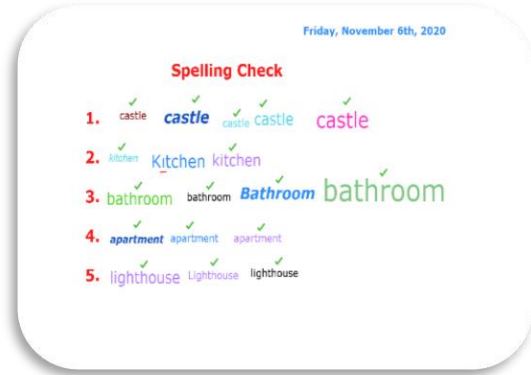 Friday, November 6th, 2020
Spelling Check
1. castle castle castle castle castle
2. kitchen Kitchen kitchen
3. bathroom bathroom Bathroom bathroom
4. apartment apartment apartment
5. lighthouse Lighthouse lighthouse